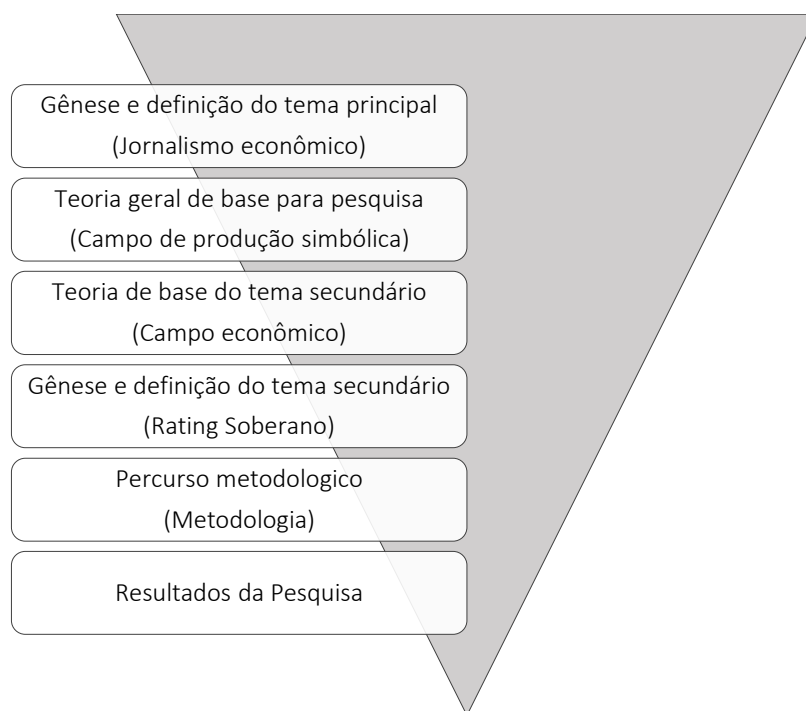 Gênese e definição do tema principal
(Jornalismo econômico)
Teoria geral de base para pesquisa
(Campo de produção simbólica)
Teoria de base do tema secundário
(Campo econômico)
Gênese e definição do tema secundário
(Rating Soberano)
Percurso metodologico
(Metodologia)
Resultados da Pesquisa